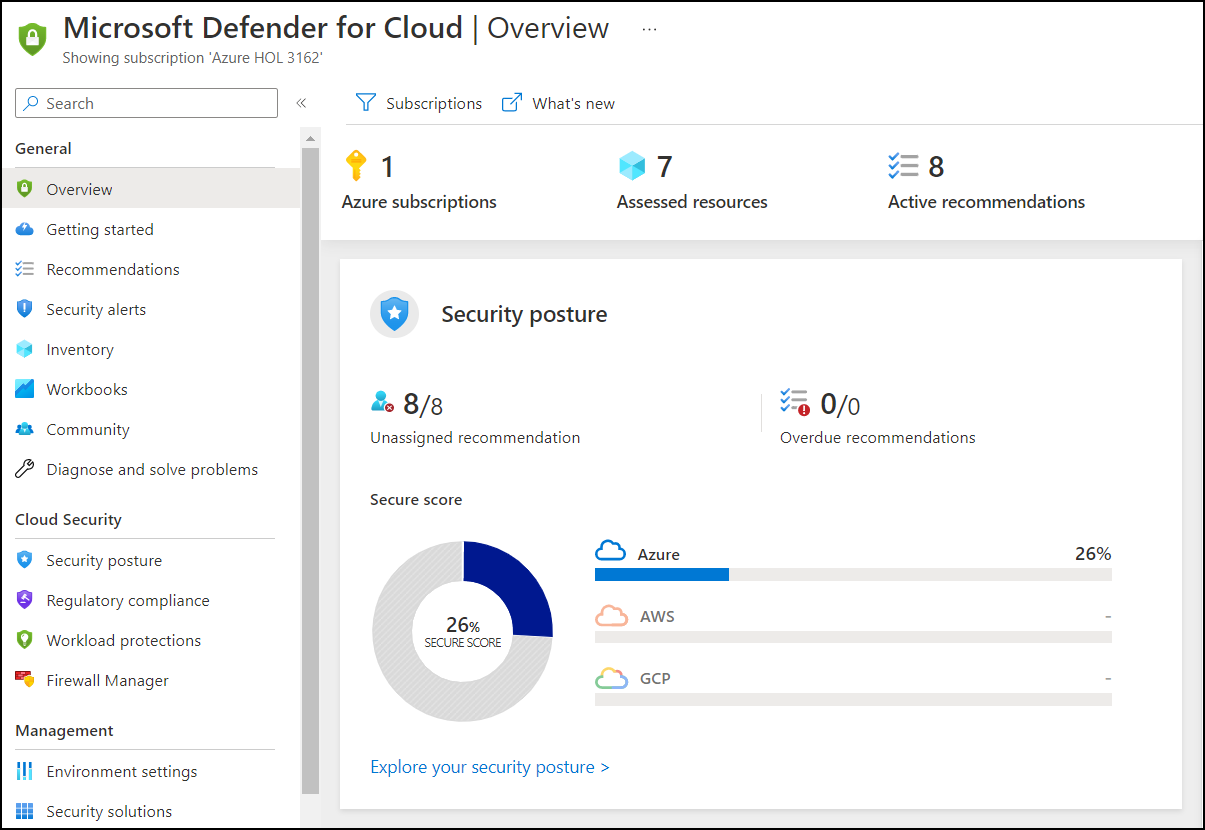 Microsoft Defender for Cloud | Overview ...
Showing subscription 'Azure HOL 3162'
Search
«
General
Overview
Getting started
Recommendations
Security alerts
Inventory
Workbooks
Community
Diagnose and solve problems
Cloud Security
Security posture
Regulatory compliance
Workload protections
Firewall Manager
Management
Environment settings
Security solutions
Subscriptions
What's new
1
Azure subscriptions
7
Assessed resources
8
Active recommendations
Security posture
8/8
Unassigned recommendation
0/0
Overdue recommendations
Secure score
26%
SECURE SCORE
Azure 26%
AWS -
GCP -
Explore your security posture >